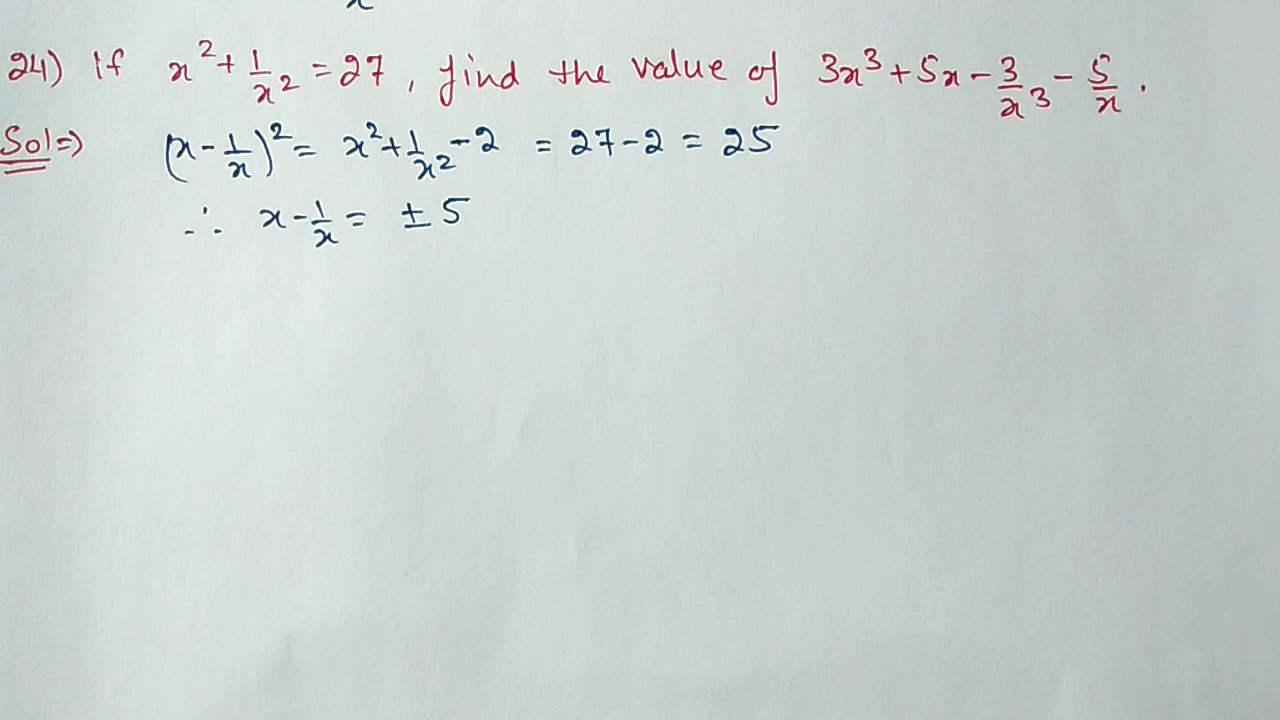 x
24) If x² + 1/x² = 27, find the value of 3x³ + 5x - 3/x³ - 5/x.
Sol=> (x - 1/x)² = x² + 1/x² - 2 = 27 - 2 = 25
∴ x - 1/x = ± 5